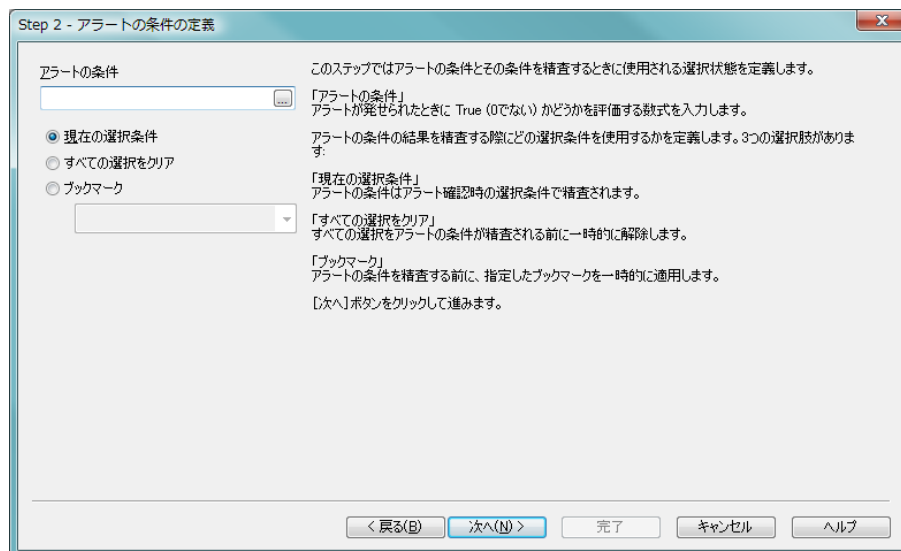 Step 2 - アラートの条件の定義
アラートの条件
...
現在の選択条件
すべての選択をクリア
ブックマーク
このステップではアラートの条件とその条件を精査するときに使用される選択状態を定義します。
「アラートの条件」
アラートが発せられたときに True (0でない) かどうかを評価する数式を入力します。
アラートの条件の結果を精査する際にどの選択条件を使用するかを定義します。3つの選択肢がありま
す:
「現在の選択条件」
アラートの条件はアラート確認時の選択条件で精査されます。
「すべての選択をクリア」
すべての選択をアラートの条件が精査される前に一時的に解除します。
「ブックマーク」
アラートの条件を精査する前に、指定したブックマークを一時的に適用します。
[次へ]ボタンをクリックして進みます。
< 戻る(B)
次へ(N) >
完了
キャンセル
ヘルプ